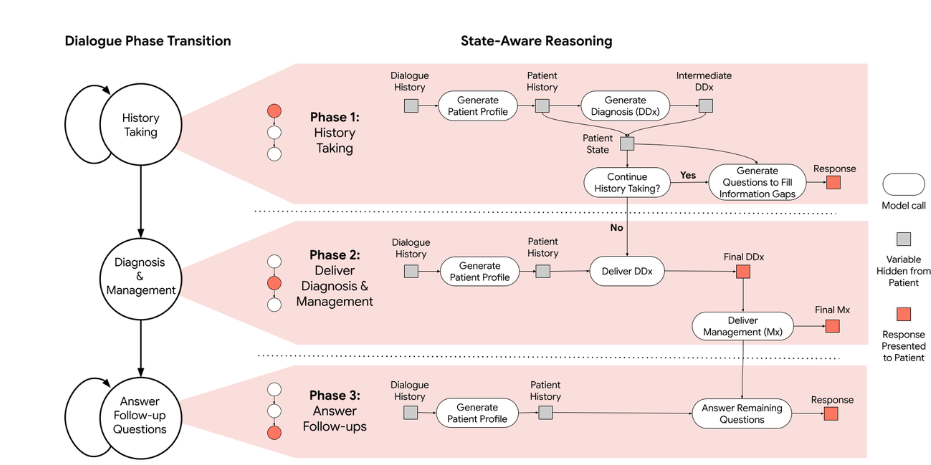 Dialogue Phase Transition
State-Aware Reasoning
History
Taking
Phase 1:
History
Taking
Dialogue
History
Generate
Patient Profile
Patient
History
Generate
Diagnosis (DDx)
Intermediate
DDx
Patient
State
Continue
History Taking?
Yes
Generate
Questions to Fill
Information Gaps
Response
No
Diagnosis
&
Management
Phase 2:
Deliver
Diagnosis &
Management
Dialogue
History
Generate
Patient Profile
Patient
History
Deliver DDx
Final DDx
Deliver
Management (Mx)
Final Mx
Answer
Follow-up
Questions
Phase 3:
Answer
Follow-ups
Dialogue
History
Generate
Patient Profile
Patient
History
Answer Remaining
Questions
Response
Model call
Variable
Hidden from
Patient
Response
Presented
to Patient